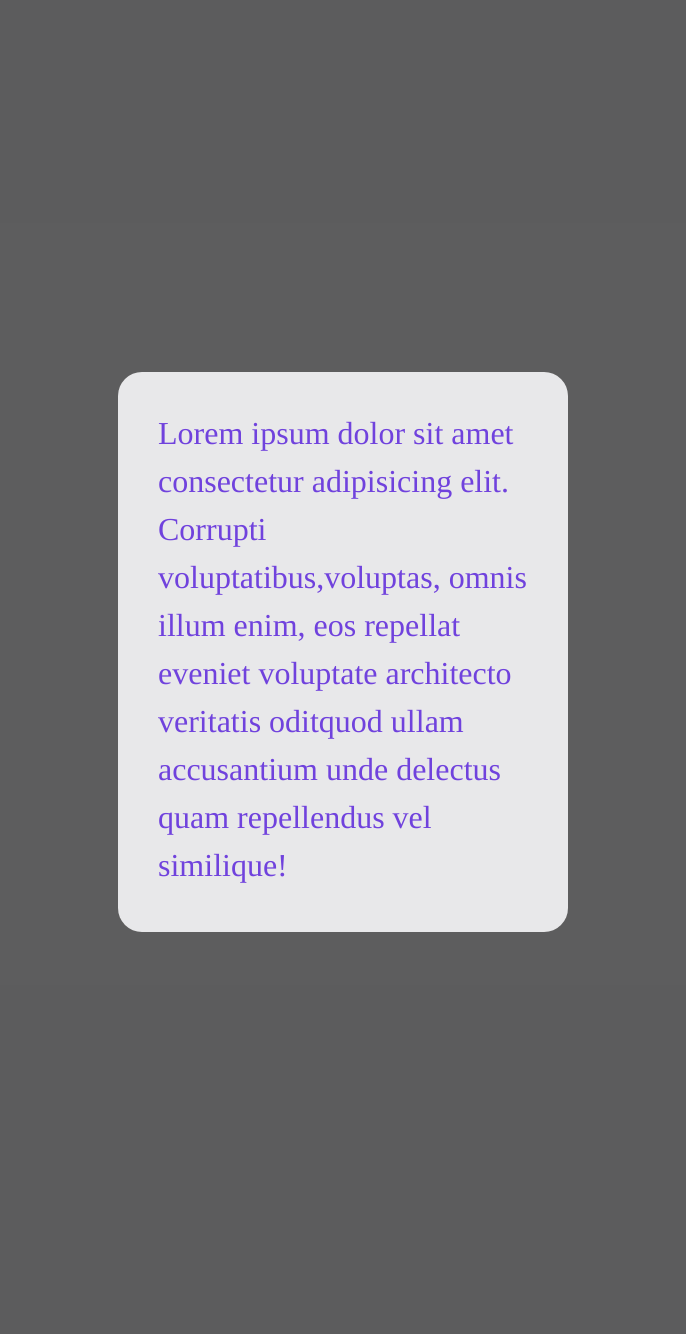 Lorem ipsum dolor sit amet
consectetur adipisicing elit.
Corrupti
voluptatibus,voluptas, omnis
illum enim, eos repellat
eveniet voluptate architecto
veritatis oditquod ullam
accusantium unde delectus
quam repellendus vel
similique!